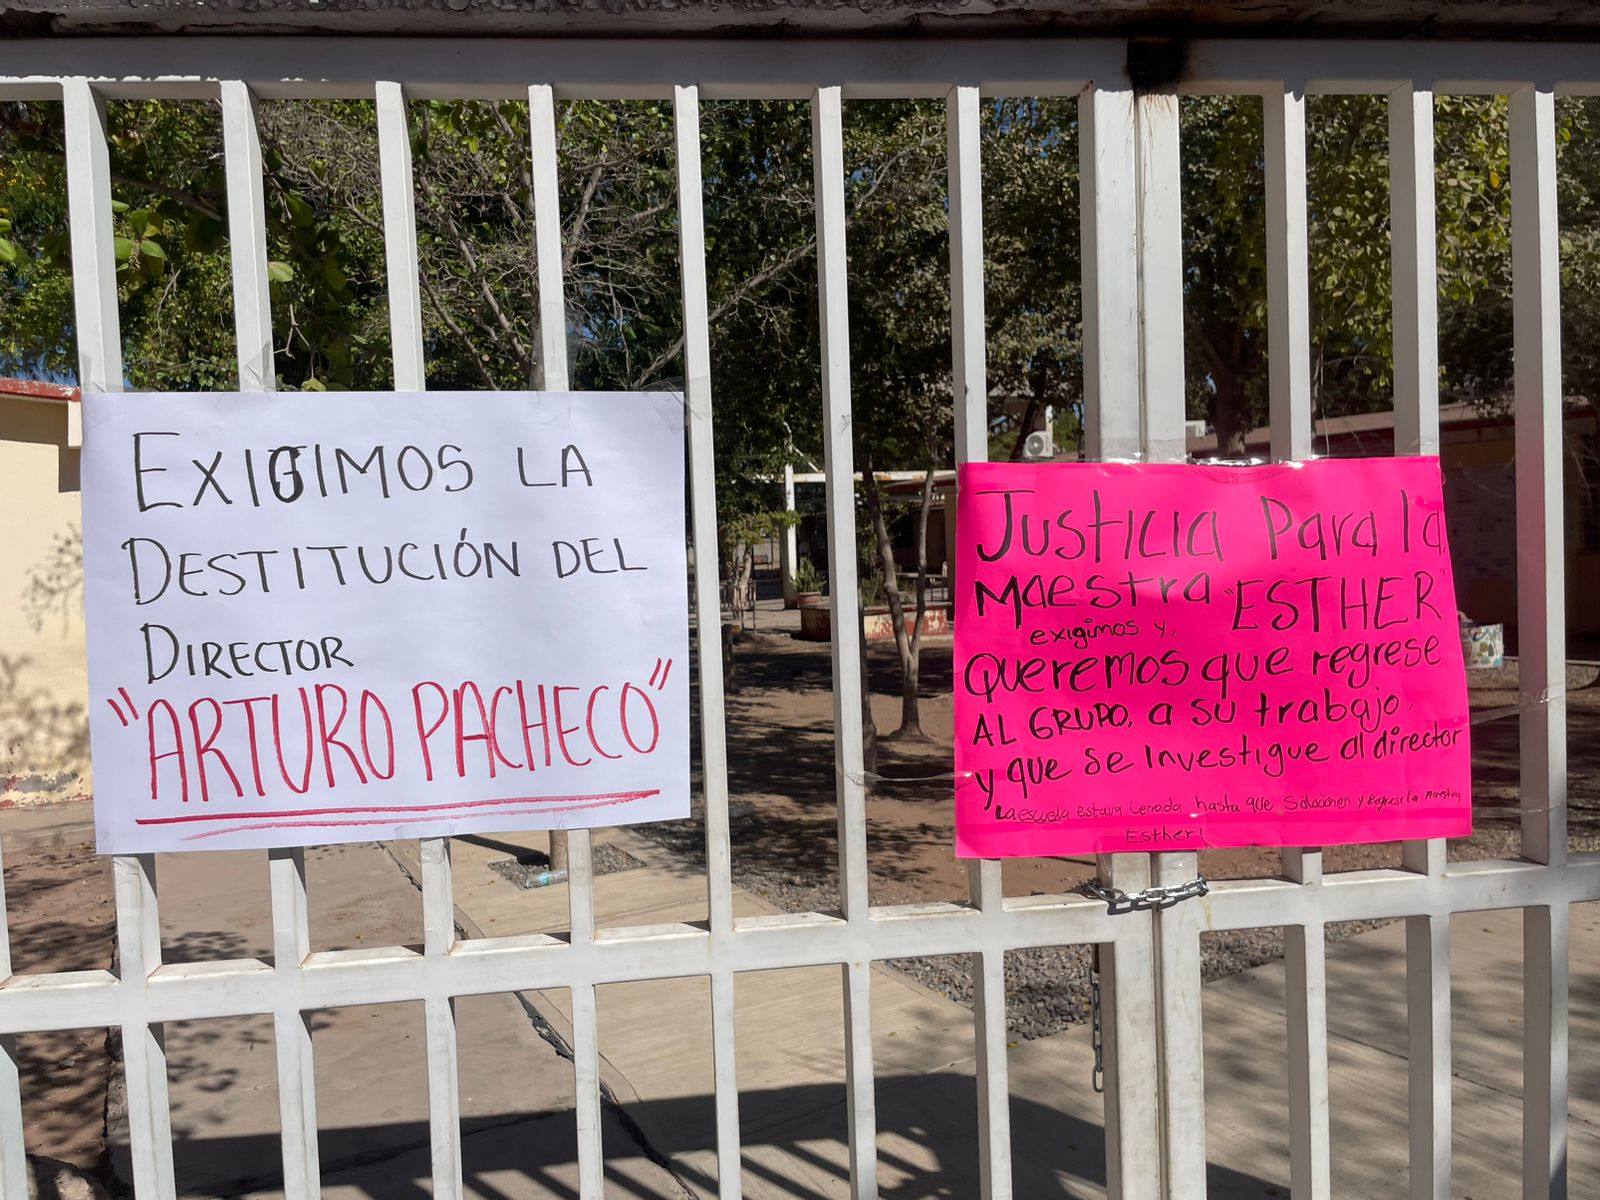 EXIGIMOS LA
DESTITUCIÓN DEL
DIRECTOR
"ARTURO PACHECO"
Justicia Para la
Maestra "ESTHER"
exigimos y,
Queremos que regrese
AL GRUPO, a su trabajo,
y que se Investigue al director
La escuela estava Cerrada hasta que Solucionen y Regrese la maestra
Esther!